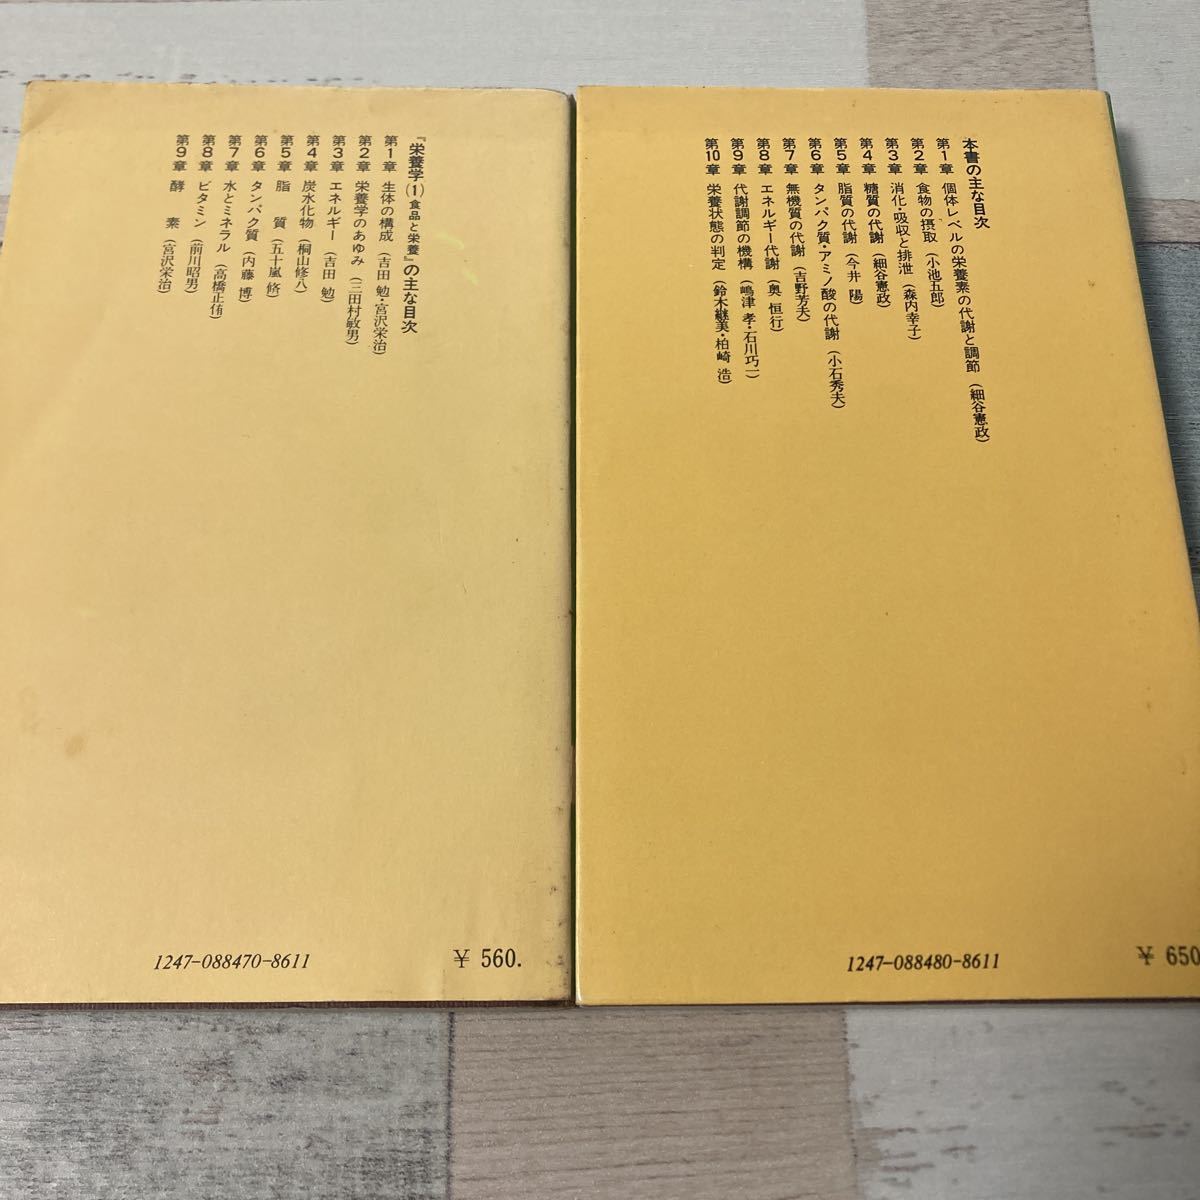 『栄養学(1)食品と栄養』の主な目次
第1章 生体の構成(吉田 勉・宮沢栄治)
第2章 栄養学のあゆみ(三田村敏男)
第3章 エネルギー(吉田 勉)
第4章 炭水化物(桐山修八)
第5章 脂 質(五十嵐 脩)
第6章 タンパク質(内藤 博)
第7章 水とミネラル(高橋正侑)
第8章 ビタミン(前川昭男)
第9章 酵 素(宮沢栄治)
1247-088470-8611
¥ 560.
本書の主な目次
第1章 個体レベルの栄養素の代謝と調節(細谷憲政)
第2章 食物の摂取(小池五郎)
第3章 消化・吸収と排泄(森内幸子)
第4章 糖質の代謝(細谷憲政)
第5章 脂質の代謝(今井 陽)
第6章 タンパク質・アミノ酸の代謝(小石秀夫)
第7章 無機質の代謝(吉野芳夫)
第8章 エネルギー代謝(奥 恒行)
第9章 代謝調節の機構(嶋津 孝・石川巧一)
第10章 栄養状態の判定(鈴木継美・柏崎 浩)
1247-088480-8611
¥ 650